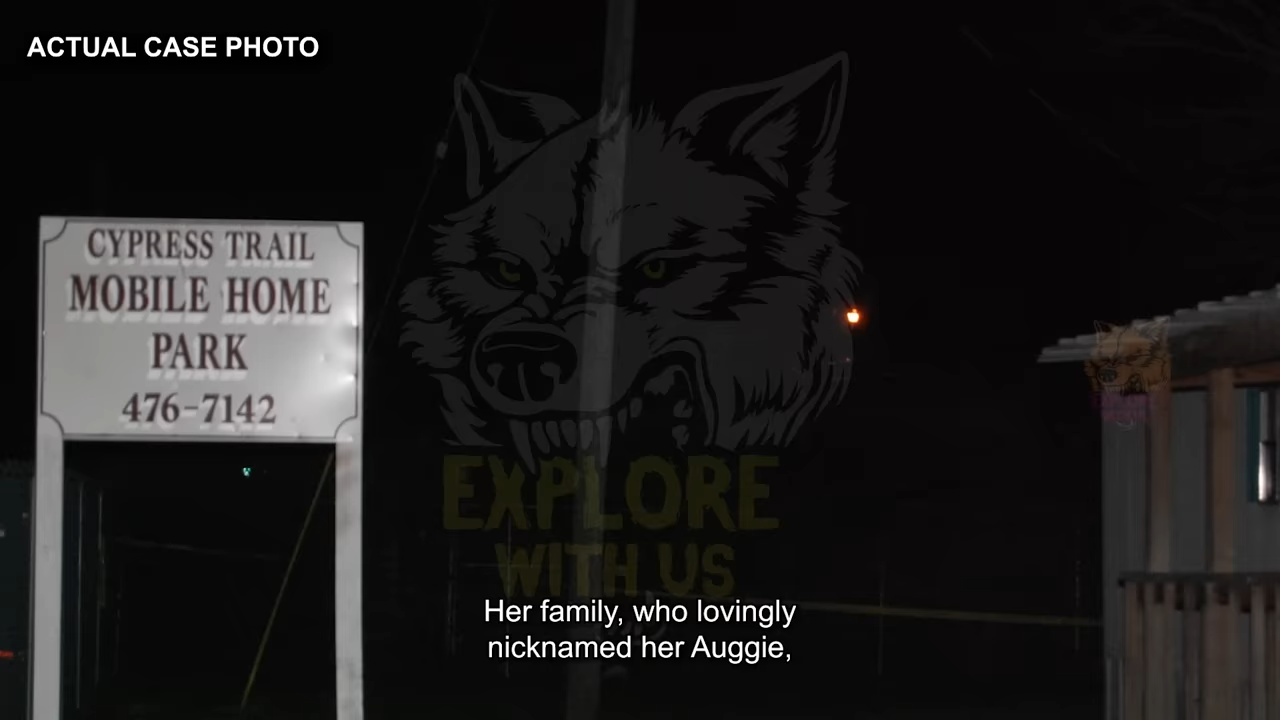 ACTUAL CASE PHOTO
CYPRESS TRAIL
MOBILE HOME
PARK
476-7142
EXPLORE
WITH US
Her family, who lovingly
nicknamed her Auggie,